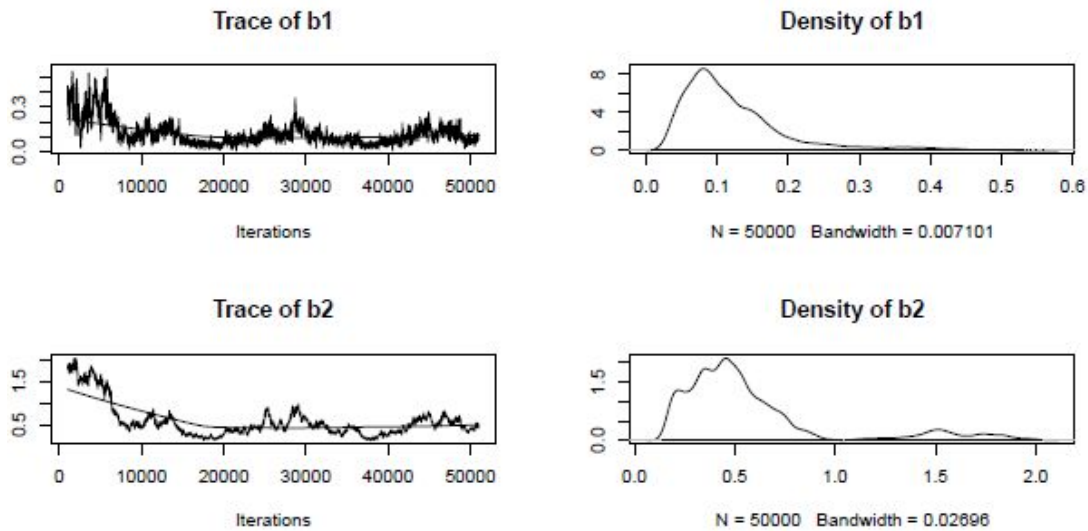 Trace of b1
0.0 0.3
0 10000 20000 30000 40000 50000
Iterations
Density of b1
0 4 8
0.0 0.1 0.2 0.3 0.4 0.5 0.6
N = 50000 Bandwidth = 0.007101
Trace of b2
0.5 1.5
0 10000 20000 30000 40000 50000
Iterations
Density of b2
0.0 1.5
0.0 0.5 1.0 1.5 2.0
N = 50000 Bandwidth = 0.02696